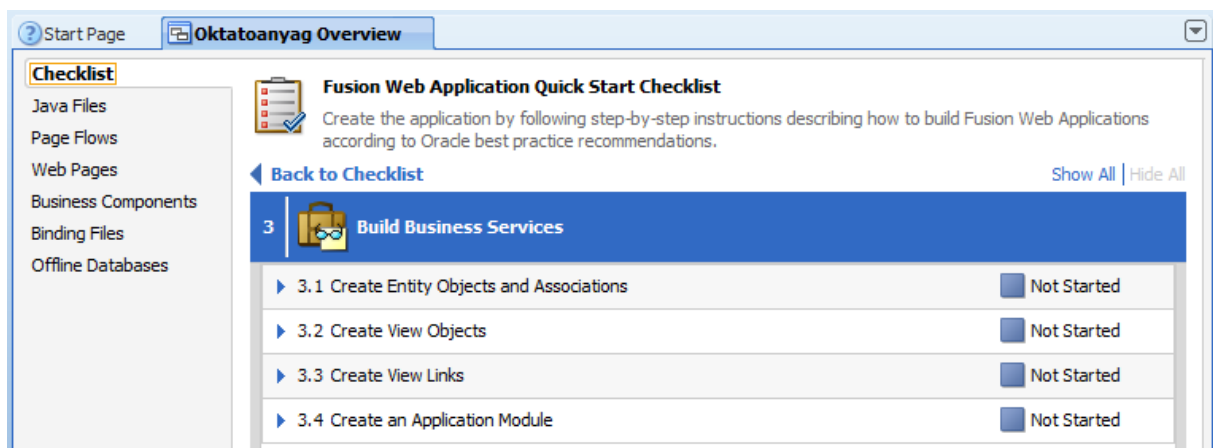 Start Page
Oktatoanyag Overview
Checklist
Java Files
Page Flows
Web Pages
Business Components
Binding Files
Offline Databases
Fusion Web Application Quick Start Checklist
Create the application by following step-by-step instructions describing how to build Fusion Web Applications
according to Oracle best practice recommendations.
Back to Checklist
Show All | Hide All
3 Build Business Services
3.1 Create Entity Objects and Associations Not Started
3.2 Create View Objects Not Started
3.3 Create View Links Not Started
3.4 Create an Application Module Not Started